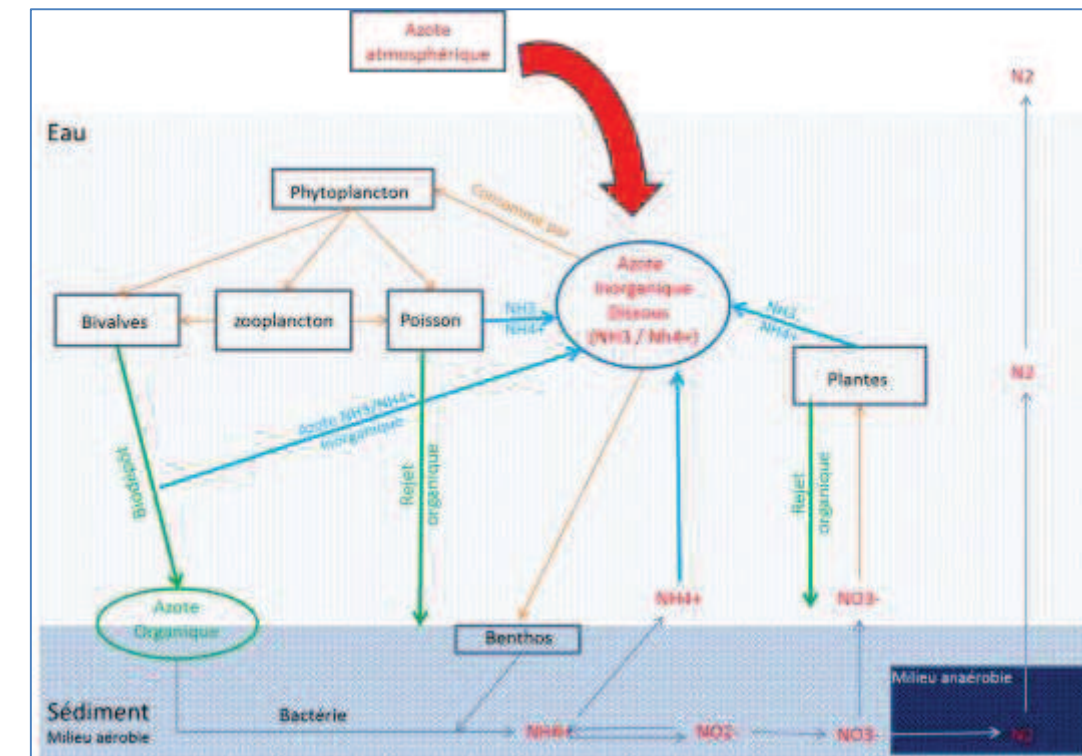 Azote
atmosphérique
N2
Eau
Phytoplancton
Consommé par
Azote
Inorganique
Dissous
(NH3 / Nh4+)
Bivalves
zooplancton
Poisson
NH3
NH4+
NH3
NH4+
Plantes
N2
Azote NH3/NH4+
Inorganique
Biodépôt
Rejet
organique
Rejet
organique
Azote
Organique
NH4+
NO3-
Benthos
Milieu anaérobie
Sédiment
Milieu aérobie
Bactérie
NH4+
NO2-
NO3-
N2